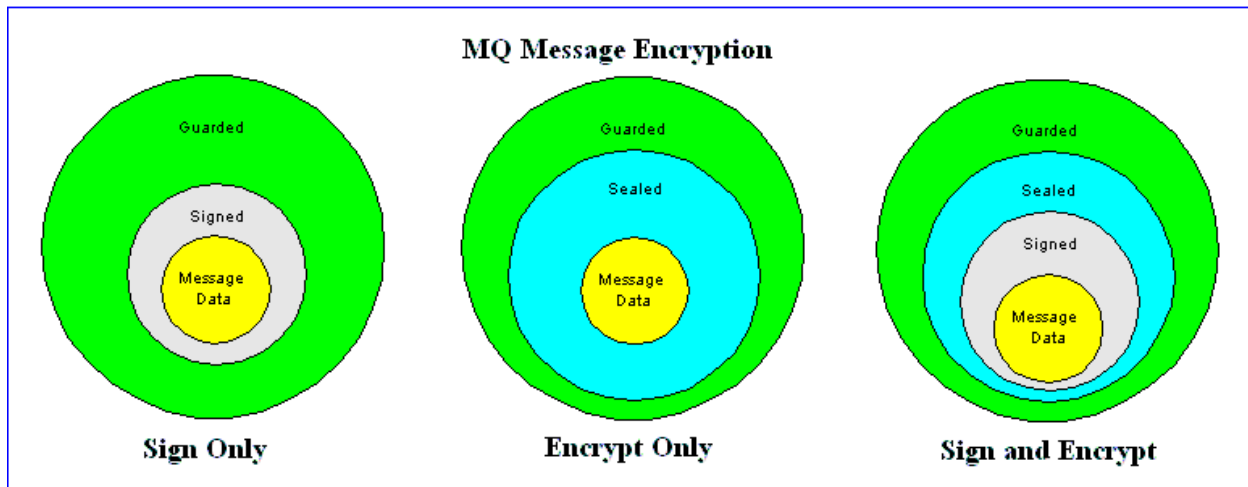 MQ Message Encryption
Guarded
Signed
Message
Data
Sign Only
Guarded
Sealed
Message
Data
Encrypt Only
Guarded
Sealed
Signed
Message
Data
Sign and Encrypt